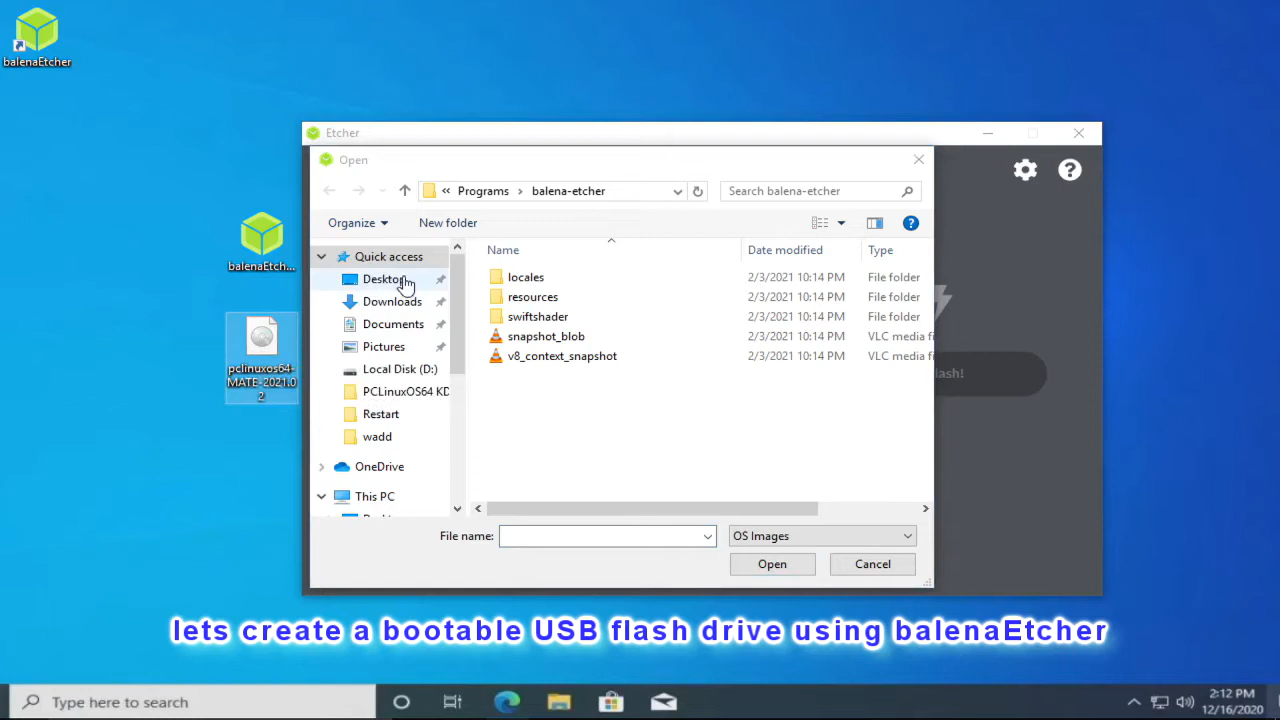 balenaEtcher
Etcher
Open
« Programs › balena-etcher
Search balena-etcher
Organize
New folder
Name
Date modified
Type
Quick access
Desktop
Downloads
Documents
Pictures
Local Disk (D:)
PCLinuxOS64 KD
Restart
wadd
OneDrive
This PC
locales 2/3/2021 10:14 PM File folder
resources 2/3/2021 10:14 PM File folder
swiftshader 2/3/2021 10:14 PM File folder
snapshot_blob 2/3/2021 10:14 PM VLC media fi
v8_context_snapshot 2/3/2021 10:14 PM VLC media fi
balenaEtch...
pclinuxos64-
MATE-2021.0
2
File name:
OS Images
Open
Cancel
lets create a bootable USB flash drive using balenaEtcher
Type here to search
2:12 PM
12/16/2020